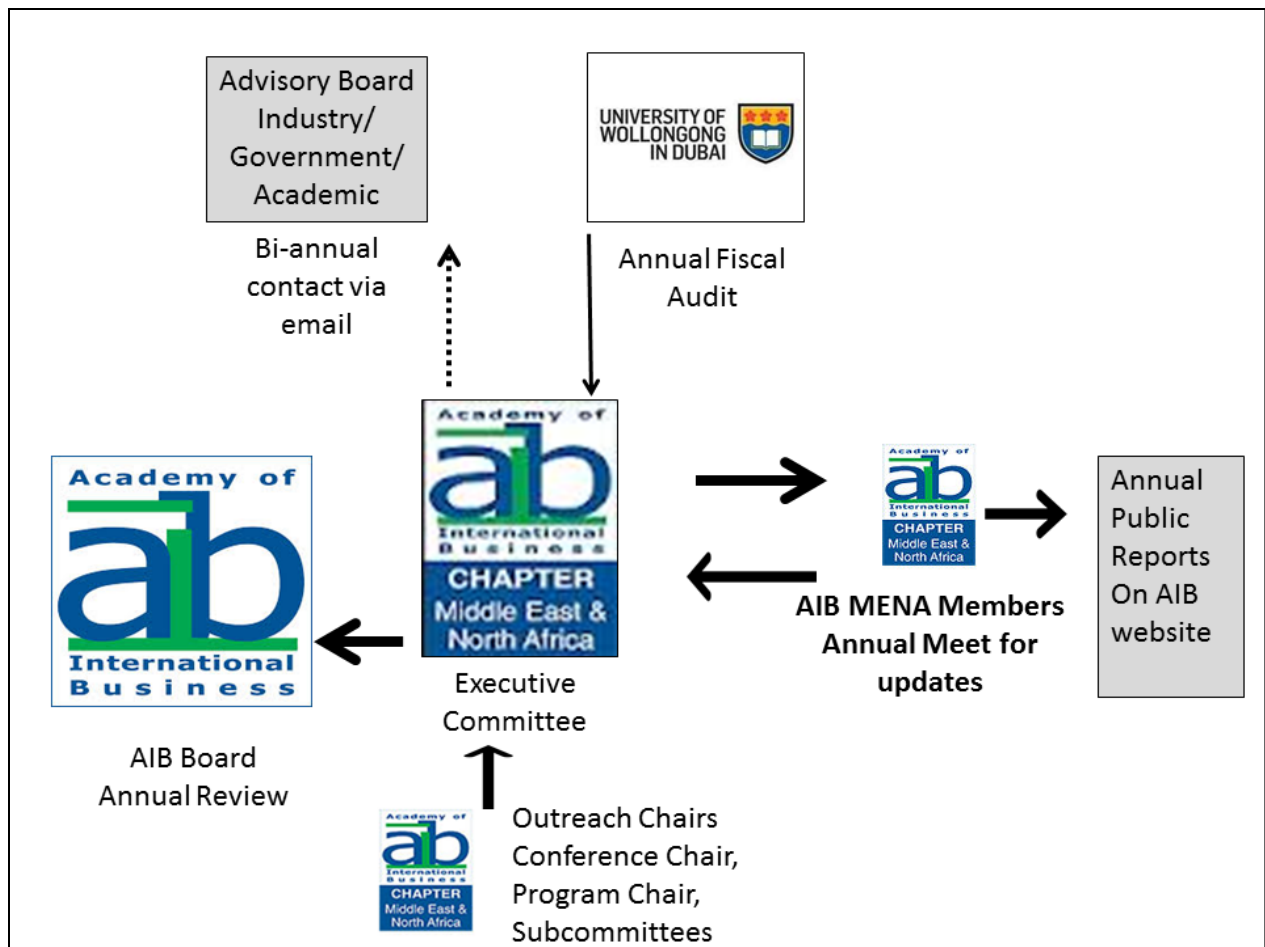 Advisory Board
Industry/
Government/
Academic
Bi-annual
contact via
email
UNIVERSITY OF
WOLLONGONG
IN DUBAI
Annual Fiscal
Audit
Academy of
aib
International
Business
AIB Board
Annual Review
Academy of
aib
International
Business
CHAPTER
Middle East &
North Africa
Executive
Committee
Academy of
aib
International
Business
CHAPTER
Middle East &
North Africa
AIB MENA Members
Annual Meet for
updates
Annual
Public
Reports
On AIB
website
Academy of
aib
International
Business
CHAPTER
Middle East &
North Africa
Outreach Chairs
Conference Chair,
Program Chair,
Subcommittees